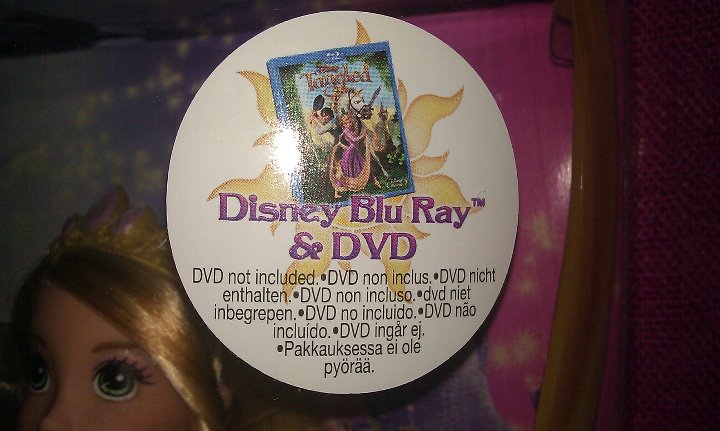 Disney
Tangled
Disney Blu Ray™
& DVD
DVD not included.•DVD non inclus.•DVD nicht
enthalten.•DVD non incluso.•dvd niet
inbegrepen.•DVD no incluido.•DVD não
incluído.•DVD ingår ej.
•Pakkauksessa ei ole
pyörää.